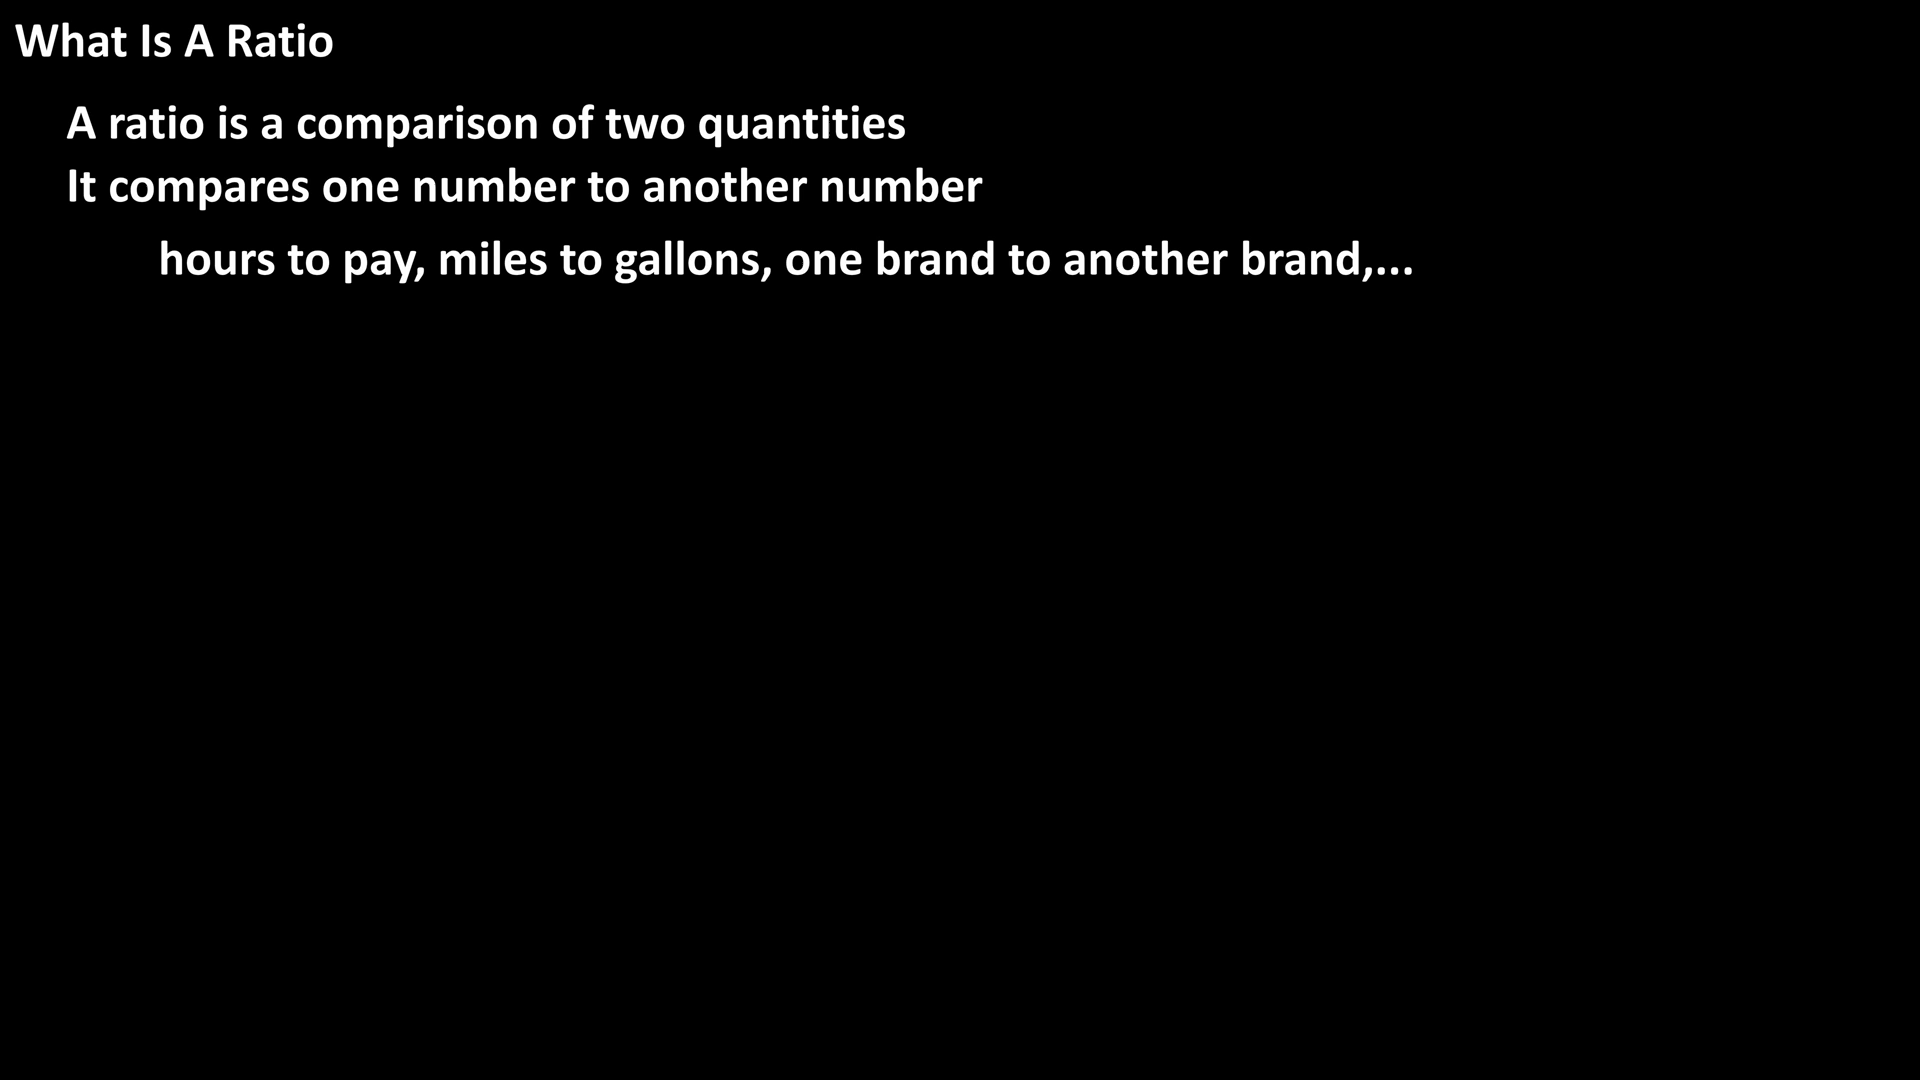 What Is A Ratio
A ratio is a comparison of two quantities
It compares one number to another number
hours to pay, miles to gallons, one brand to another brand,...